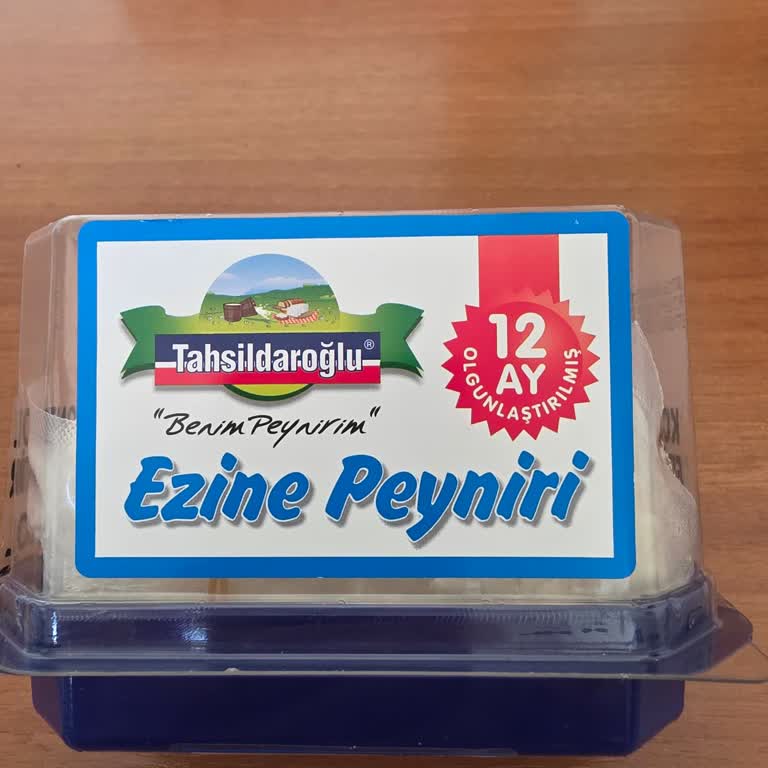 Tahsildaroğlu®
"Benim Peynirim"
Ezine Peyniri
12
AY
OLGUNLAŞTIRILMIŞ